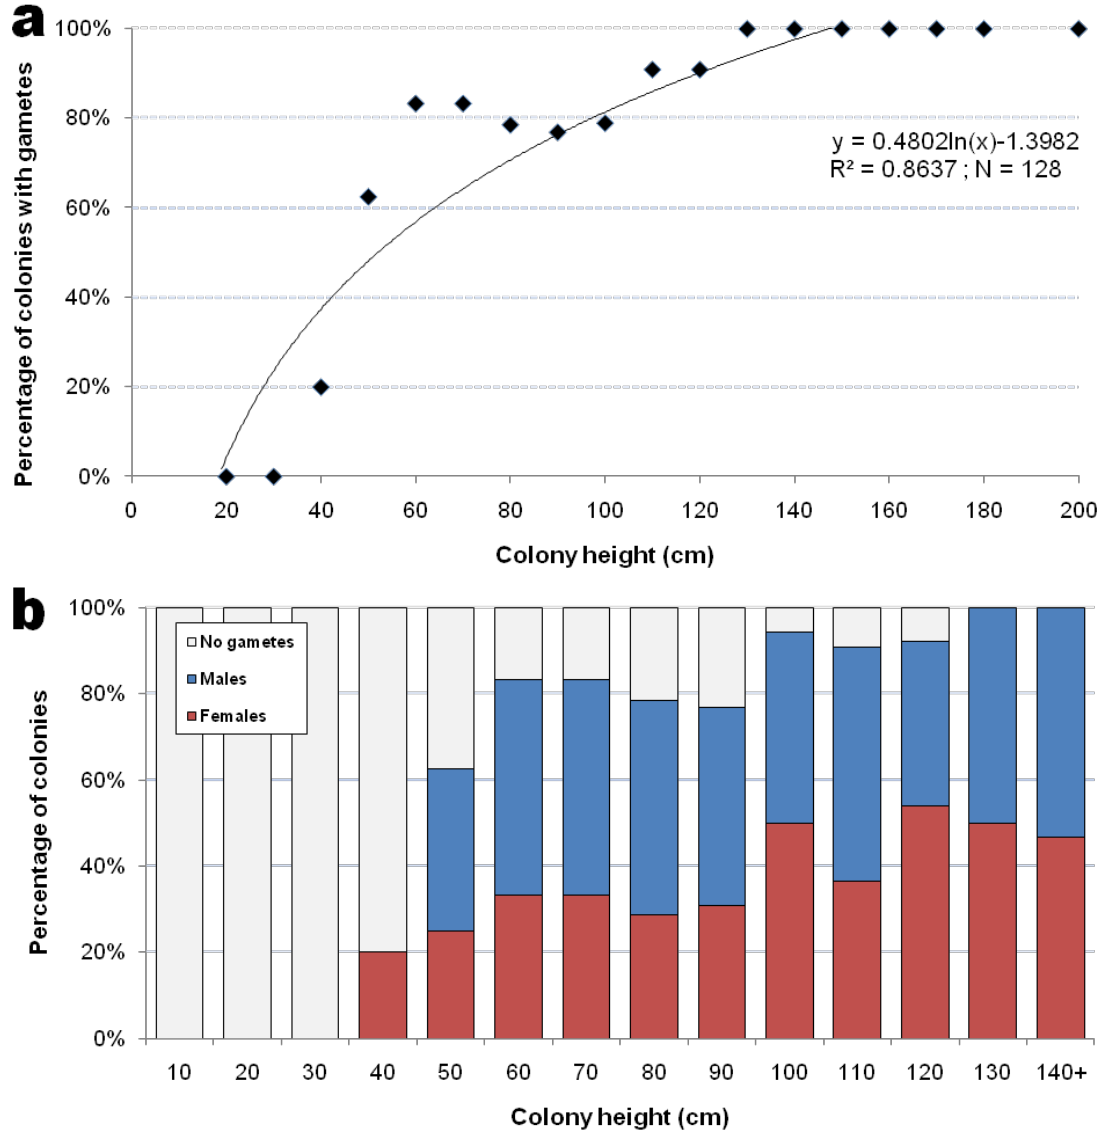 a
Percentage of colonies with gametes
100%
80%
60%
40%
20%
0%
y = 0.4802ln(x)-1.3982
R² = 0.8637 ; N = 128
0 20 40 60 80 100 120 140 160 180 200
Colony height (cm)
b
Percentage of colonies
100%
80%
60%
40%
20%
0%
No gametes
Males
Females
10 20 30 40 50 60 70 80 90 100 110 120 130 140+
Colony height (cm)